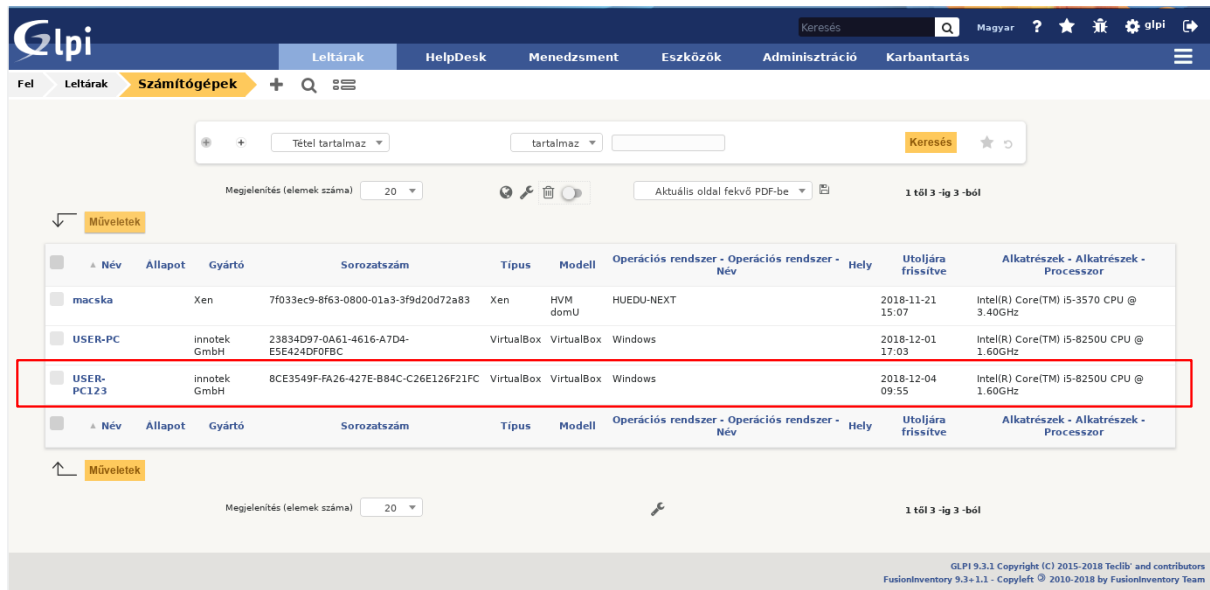 Glpi
Keresés
Magyar ? glpi
Leltárak HelpDesk Menedzsment Eszközök Adminisztráció Karbantartás
Fel Leltárak Számítógépek
Tétel tartalmaz tartalmaz Keresés
Megjelenítés (elemek száma) 20 Aktuális oldal fekvő PDF-be 1 től 3 -ig 3 -ból
Műveletek
Név Állapot Gyártó Sorozatszám Típus Modell Operációs rendszer - Operációs rendszer - Név Hely Utoljára frissítve Alkatrészek - Alkatrészek - Processzor
macska Xen 7f033ec9-8f63-0800-01a3-3f9d20d72a83 Xen HVM domU HUEDU-NEXT 2018-11-21 15:07 Intel(R) Core(TM) i5-3570 CPU @ 3.40GHz
USER-PC innotek GmbH 23834D97-0A61-4616-A7D4-E5E424DF0FBC VirtualBox VirtualBox Windows 2018-12-01 17:03 Intel(R) Core(TM) i5-8250U CPU @ 1.60GHz
USER-PC123 innotek GmbH 8CE3549F-FA26-427E-B84C-C26E126F21FC VirtualBox VirtualBox Windows 2018-12-04 09:55 Intel(R) Core(TM) i5-8250U CPU @ 1.60GHz
Név Állapot Gyártó Sorozatszám Típus Modell Operációs rendszer - Operációs rendszer - Név Hely Utoljára frissítve Alkatrészek - Alkatrészek - Processzor
Műveletek
Megjelenítés (elemek száma) 20 1 től 3 -ig 3 -ból
GLPI 9.3.1 Copyright (C) 2015-2018 Teclib' and contributors
FusionInventory 9.3+1.1 - Copyleft 🄯 2010-2018 by FusionInventory Team